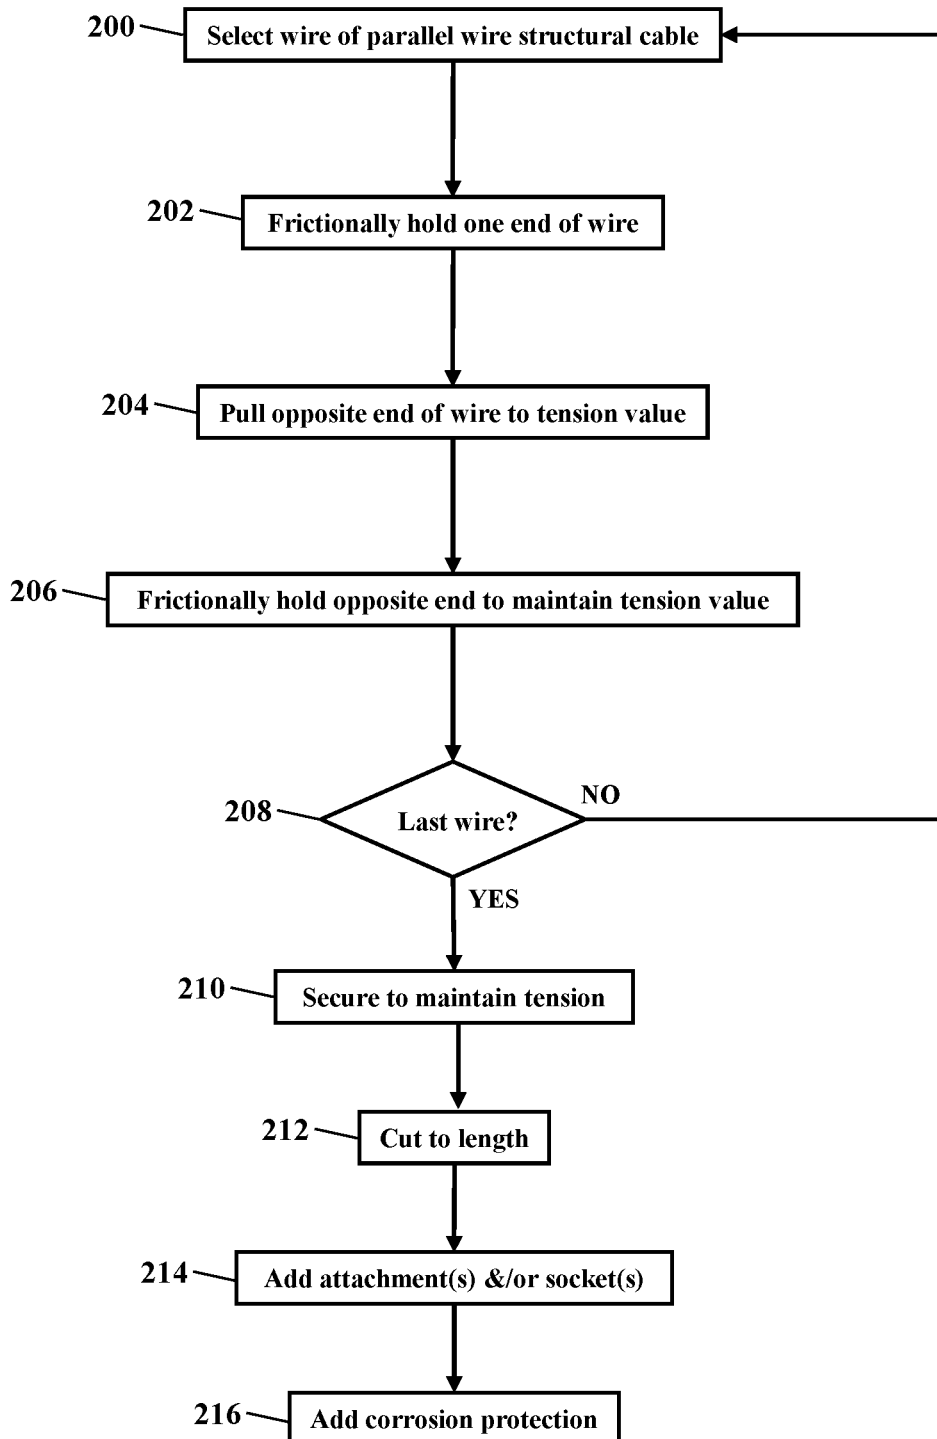 200
Select wire of parallel wire structural cable
202
Frictionally hold one end of wire
204
Pull opposite end of wire to tension value
206
Frictionally hold opposite end to maintain tension value
208
Last wire?
NO
YES
210
Secure to maintain tension
212
Cut to length
214
Add attachment(s) &/or socket(s)
216
Add corrosion protection